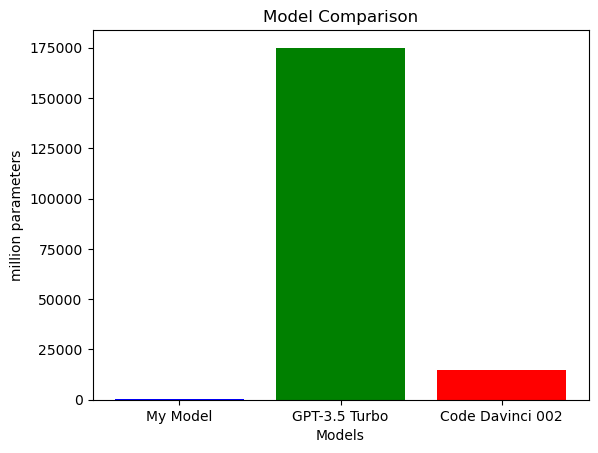 Model Comparison
175000
150000
125000
100000
75000
50000
25000
0
million parameters
My Model
GPT-3.5 Turbo
Code Davinci 002
Models